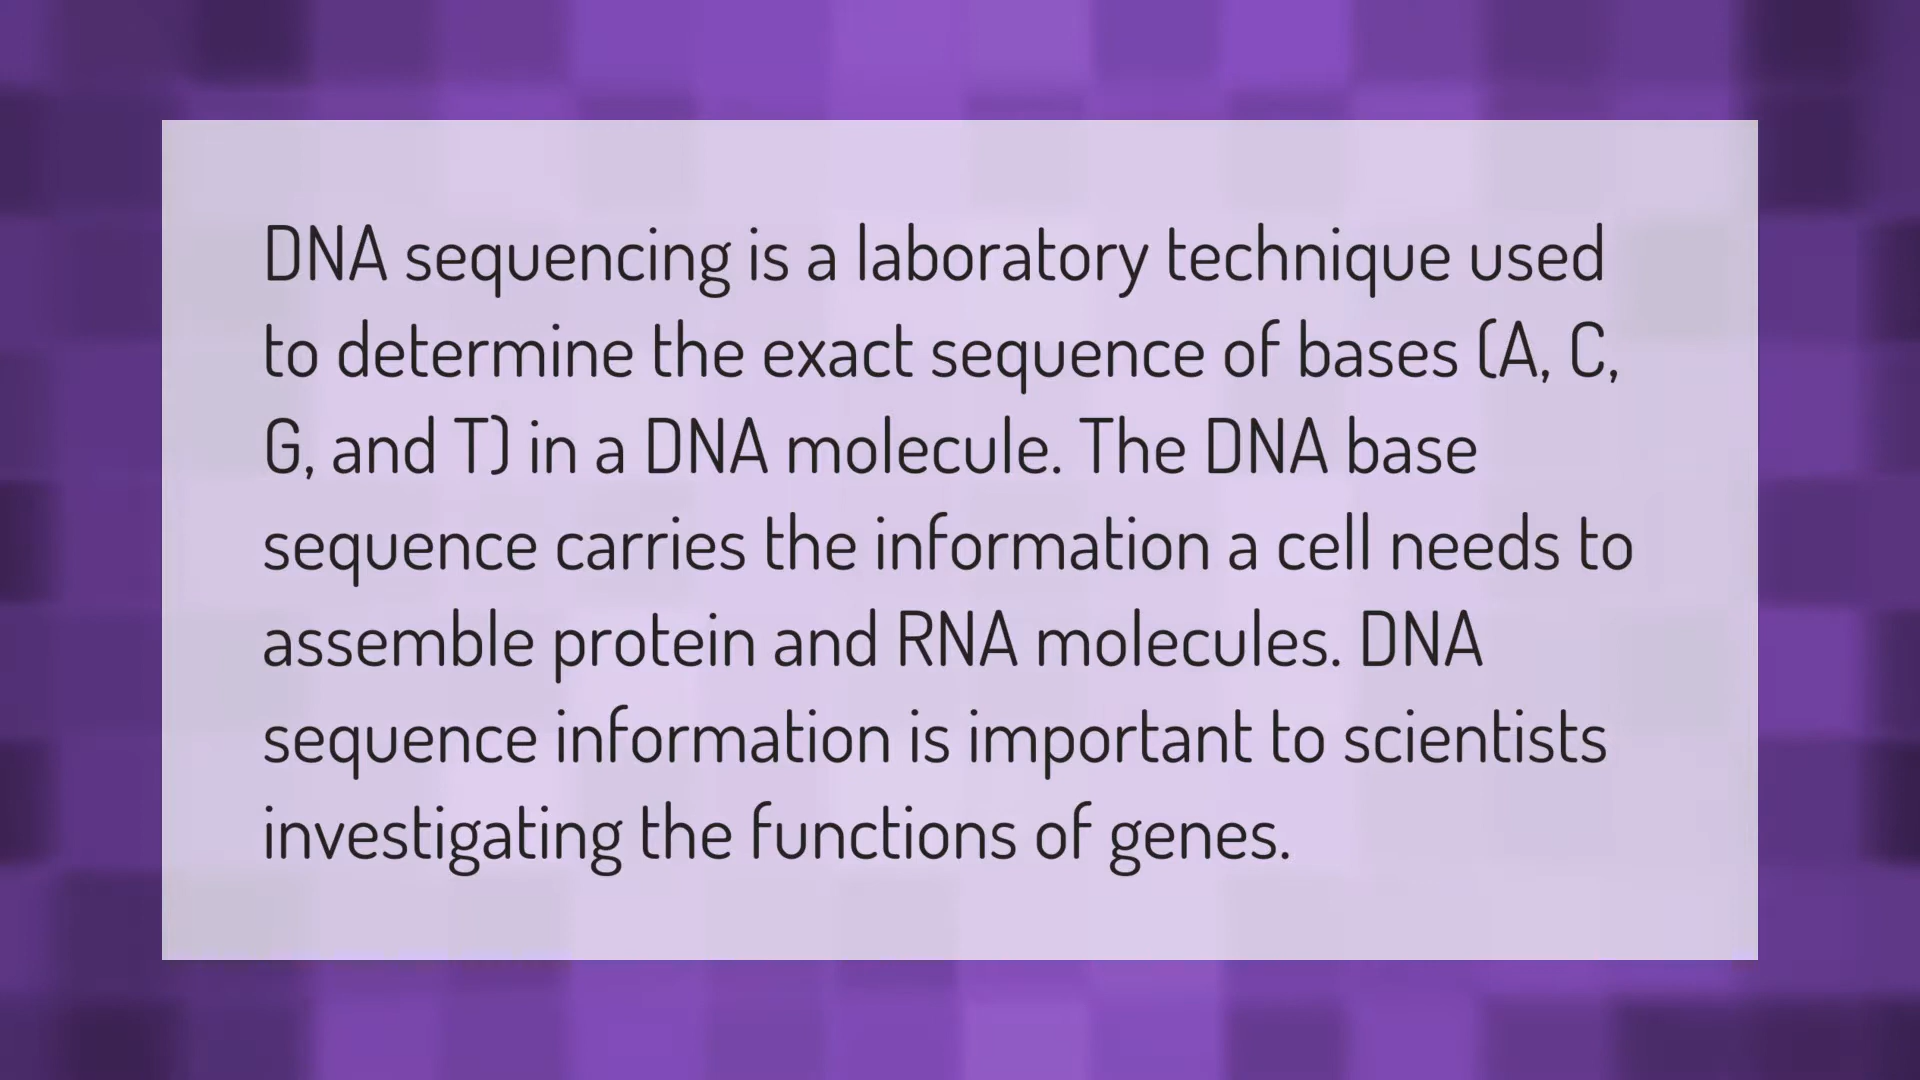 DNA sequencing is a laboratory technique used
to determine the exact sequence of bases (A, C,
G, and T) in a DNA molecule. The DNA base
sequence carries the information a cell needs to
assemble protein and RNA molecules. DNA
sequence information is important to scientists
investigating the functions of genes.